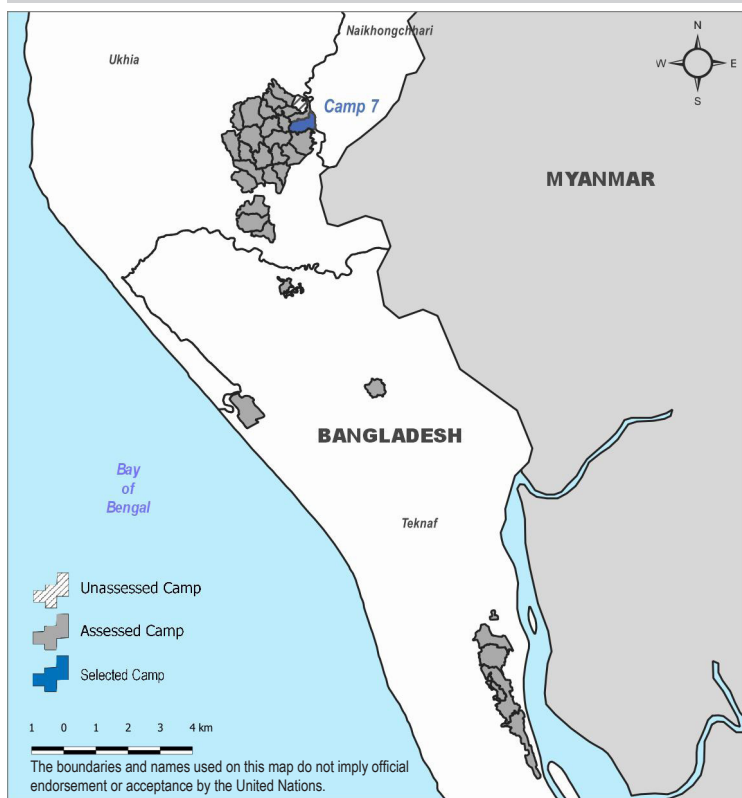 Naikhongchhari
Ukhia
N
W
E
S
Camp 7
MYANMAR
BANGLADESH
Bay
of
Bengal
Teknaf
Unassessed Camp
Assessed Camp
Selected Camp
1 0 1 2 3 4 km
The boundaries and names used on this map do not imply official
endorsement or acceptance by the United Nations.